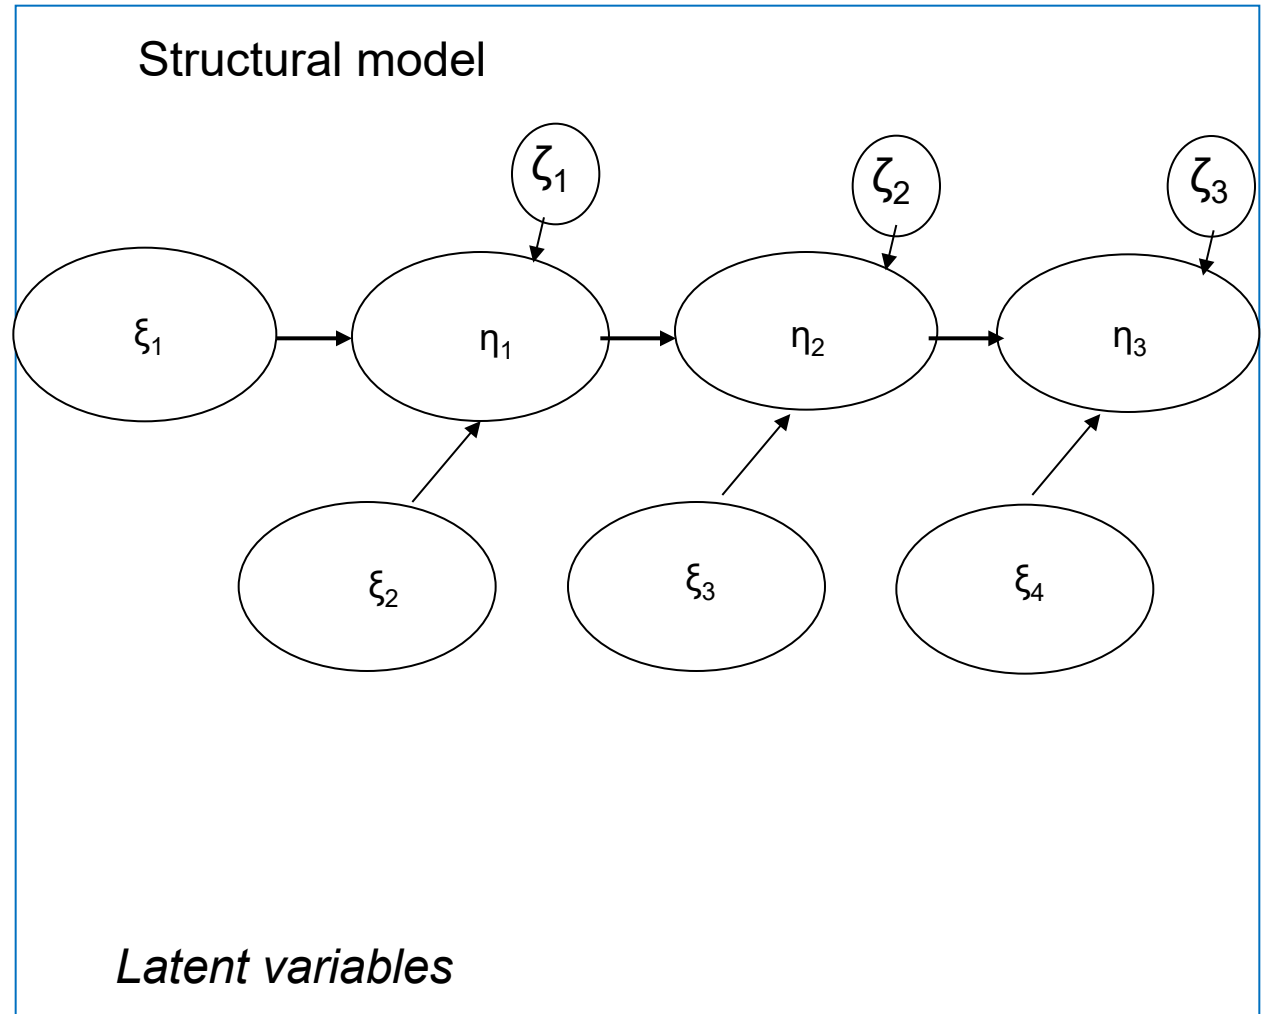 Structural model
ζ1
ζ2
ζ3
ξ1
η1
η2
η3
ξ2
ξ3
ξ4
Latent variables